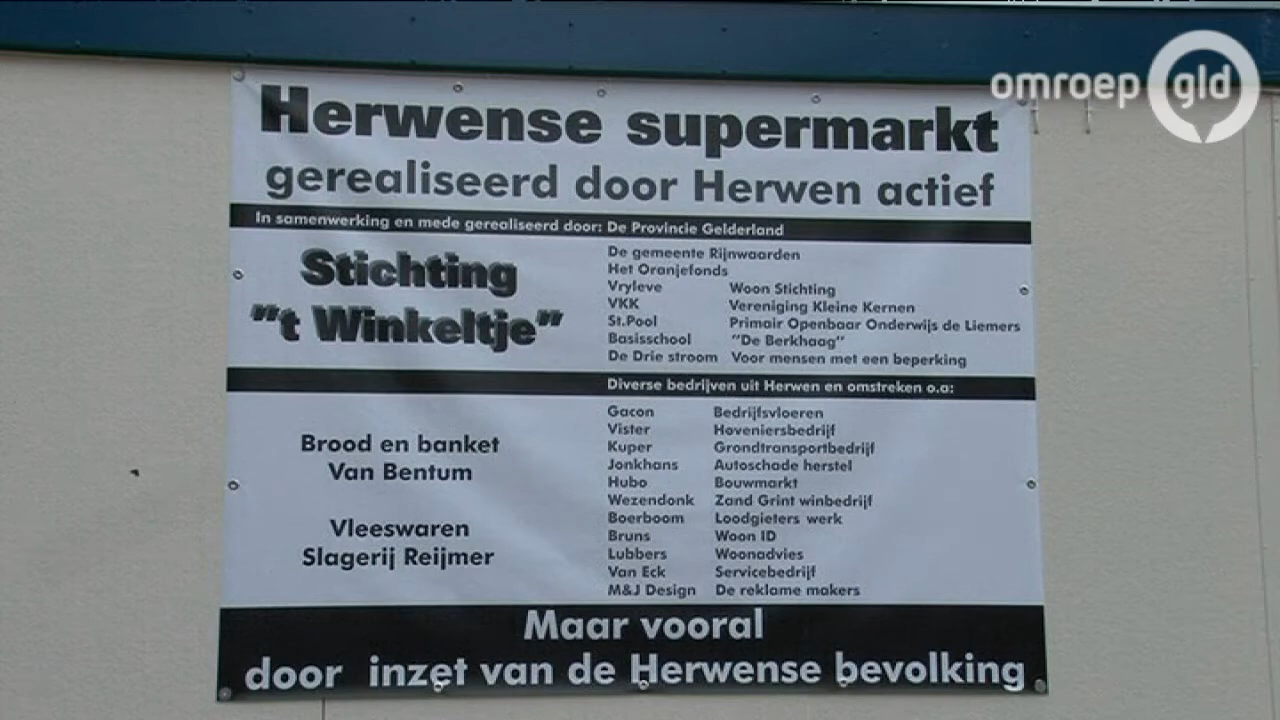 omroep gld
Herwense supermarkt
gerealiseerd door Herwen actief
In samenwerking en mede gerealiseerd door: De Provincie Gelderland
Stichting
"t Winkeltje"
De gemeente Rijnwaarden
Het Oranjefonds
Vryleve Woon Stichting
VKK Vereniging Kleine Kernen
St.Pool Primair Openbaar Onderwijs de Liemers
Basisschool "De Berkhaag"
De Drie stroom Voor mensen met een beperking
Diverse bedrijven uit Herwen en omstreken o.a:
Brood en banket
Van Bentum
Vleeswaren
Slagerij Reijmer
Gacon Bedrijfsvloeren
Vister Hoveniersbedrijf
Kuper Grondtransportbedrijf
Jonkhans Autoschade herstel
Hubo Bouwmarkt
Wezendonk Zand Grint winbedrijf
Boerboom Loodgieters werk
Bruns Woon ID
Lubbers Woonadvies
Van Eck Servicebedrijf
M&J Design De reklame makers
Maar vooral
door inzet van de Herwense bevolking